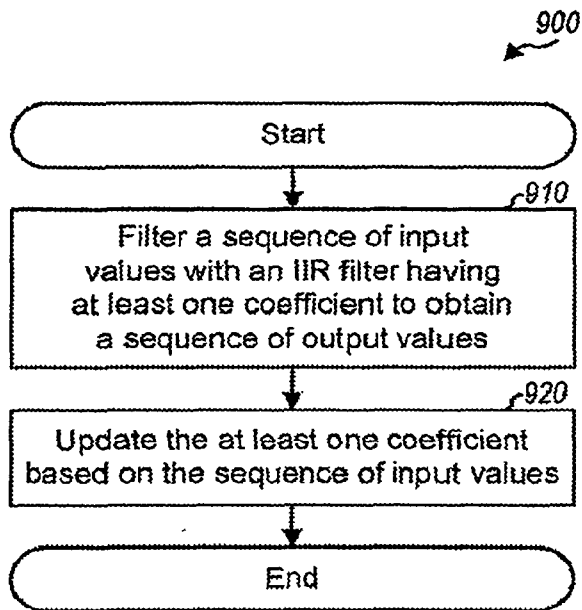 900
Start
910
Filter a sequence of input
values with an IIR filter having
at least one coefficient to obtain
a sequence of output values
920
Update the at least one coefficient
based on the sequence of input values
End